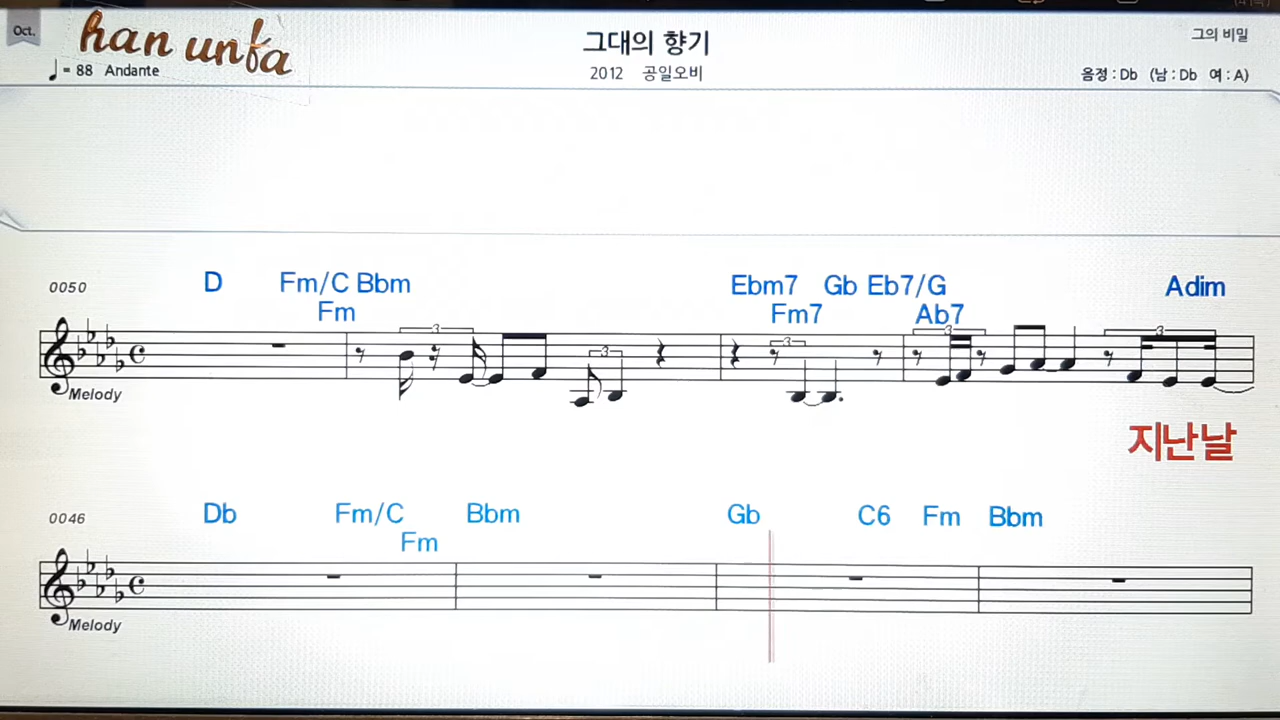 Oct.
han unfa
그대의 향기
그의 비밀
= 88 Andante
2012 공일오비
음정 : Db (남 : Db 여 : A)
0050
D Fm/C Bbm Ebm7 Gb Eb7/G Adim
Fm Fm7 Ab7
3 3 3 3 3
Melody
지난날
0046
Db Fm/C Bbm Gb C6 Fm Bbm
Fm
Melody